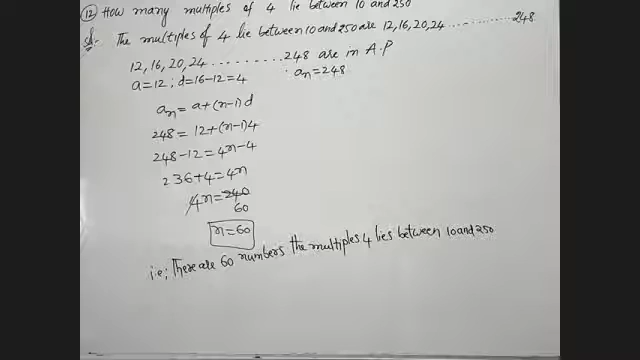 (12) How many multiples of 4 lie between 10 and 250
Sol. The multiples of 4 lie between 10 and 250 are 12, 16, 20, 24 .......... 248
12, 16, 20, 24 .......... 248 are in A.P
a = 12 ; d = 16-12 = 4 aₙ = 248
aₙ = a+(n-1) d
248 = 12+(n-1)4
248-12 = 4n-4
236+4 = 4n
4n = 240
60
n = 60
i.e; There are 60 numbers the multiples 4 lies between 10 and 250